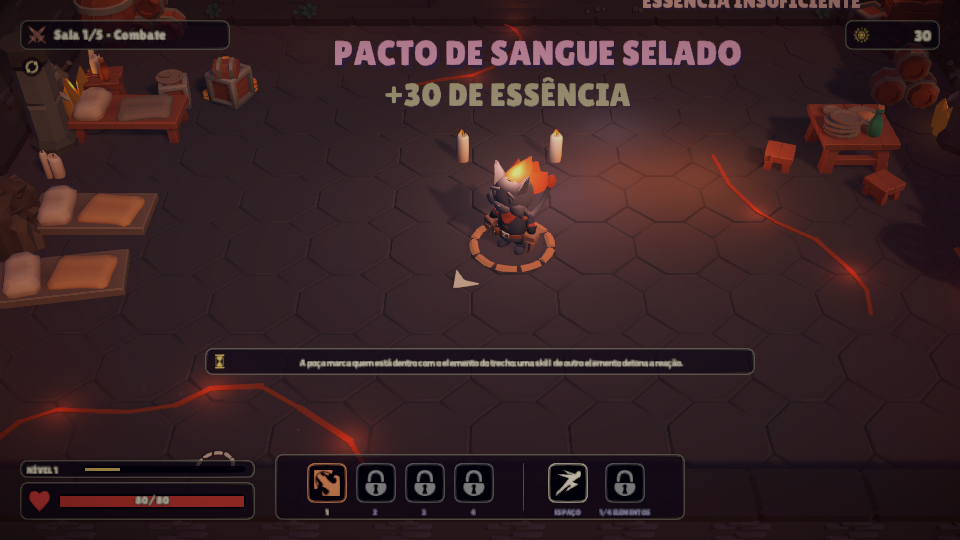 ESSÊNCIA INSUFICIENTE
Sala 1/5 - Combate
30
PACTO DE SANGUE SELADO
+30 DE ESSÊNCIA
A poça marca quem está dentro com o elemento do trecho: uma skill de outro elemento detona a reação.
NÍVEL 1
80/80
1
2
3
4
ESPAÇO
1/4 ELEMENTOS